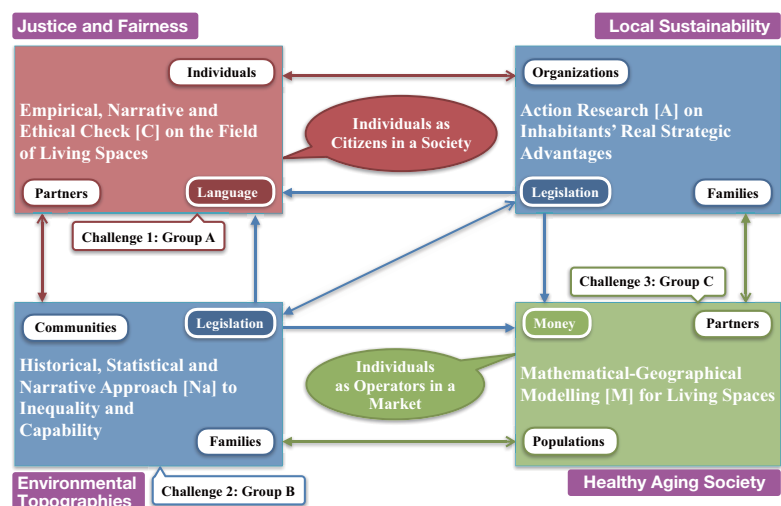 Justice and Fairness
Local Sustainability
Individuals
Empirical, Narrative and
Ethical Check [C] on the Field
of Living Spaces
Partners
Language
Individuals as
Citizens in a Society
Organizations
Action Research [A] on
Inhabitants’ Real Strategic
Advantages
Legislation
Families
Challenge 1: Group A
Challenge 3: Group C
Communities
Legislation
Historical, Statistical and
Narrative Approach [Na] to
Inequality and
Capability
Families
Individuals
as Operators in a
Market
Money
Partners
Mathematical-Geographical
Modelling [M] for Living Spaces
Populations
Environmental
Topographies
Challenge 2: Group B
Healthy Aging Society